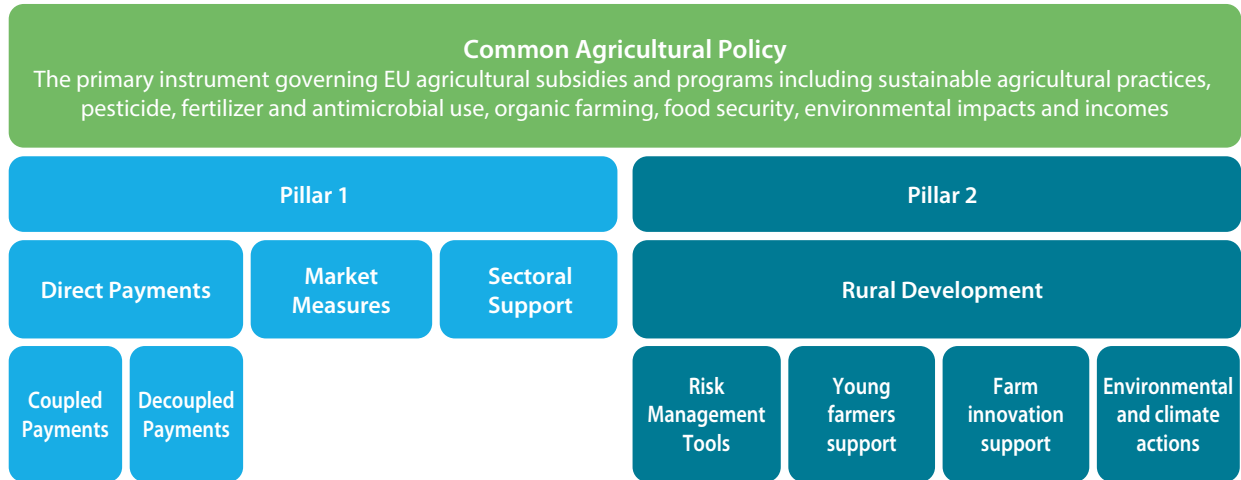 Common Agricultural Policy
The primary instrument governing EU agricultural subsidies and programs including sustainable agricultural practices,
pesticide, fertilizer and antimicrobial use, organic farming, food security, environmental impacts and incomes
Pillar 1
Pillar 2
Direct Payments
Market
Measures
Sectoral
Support
Rural Development
Coupled
Payments
Decoupled
Payments
Risk
Management
Tools
Young
farmers
support
Farm
innovation
support
Environmental
and climate
actions